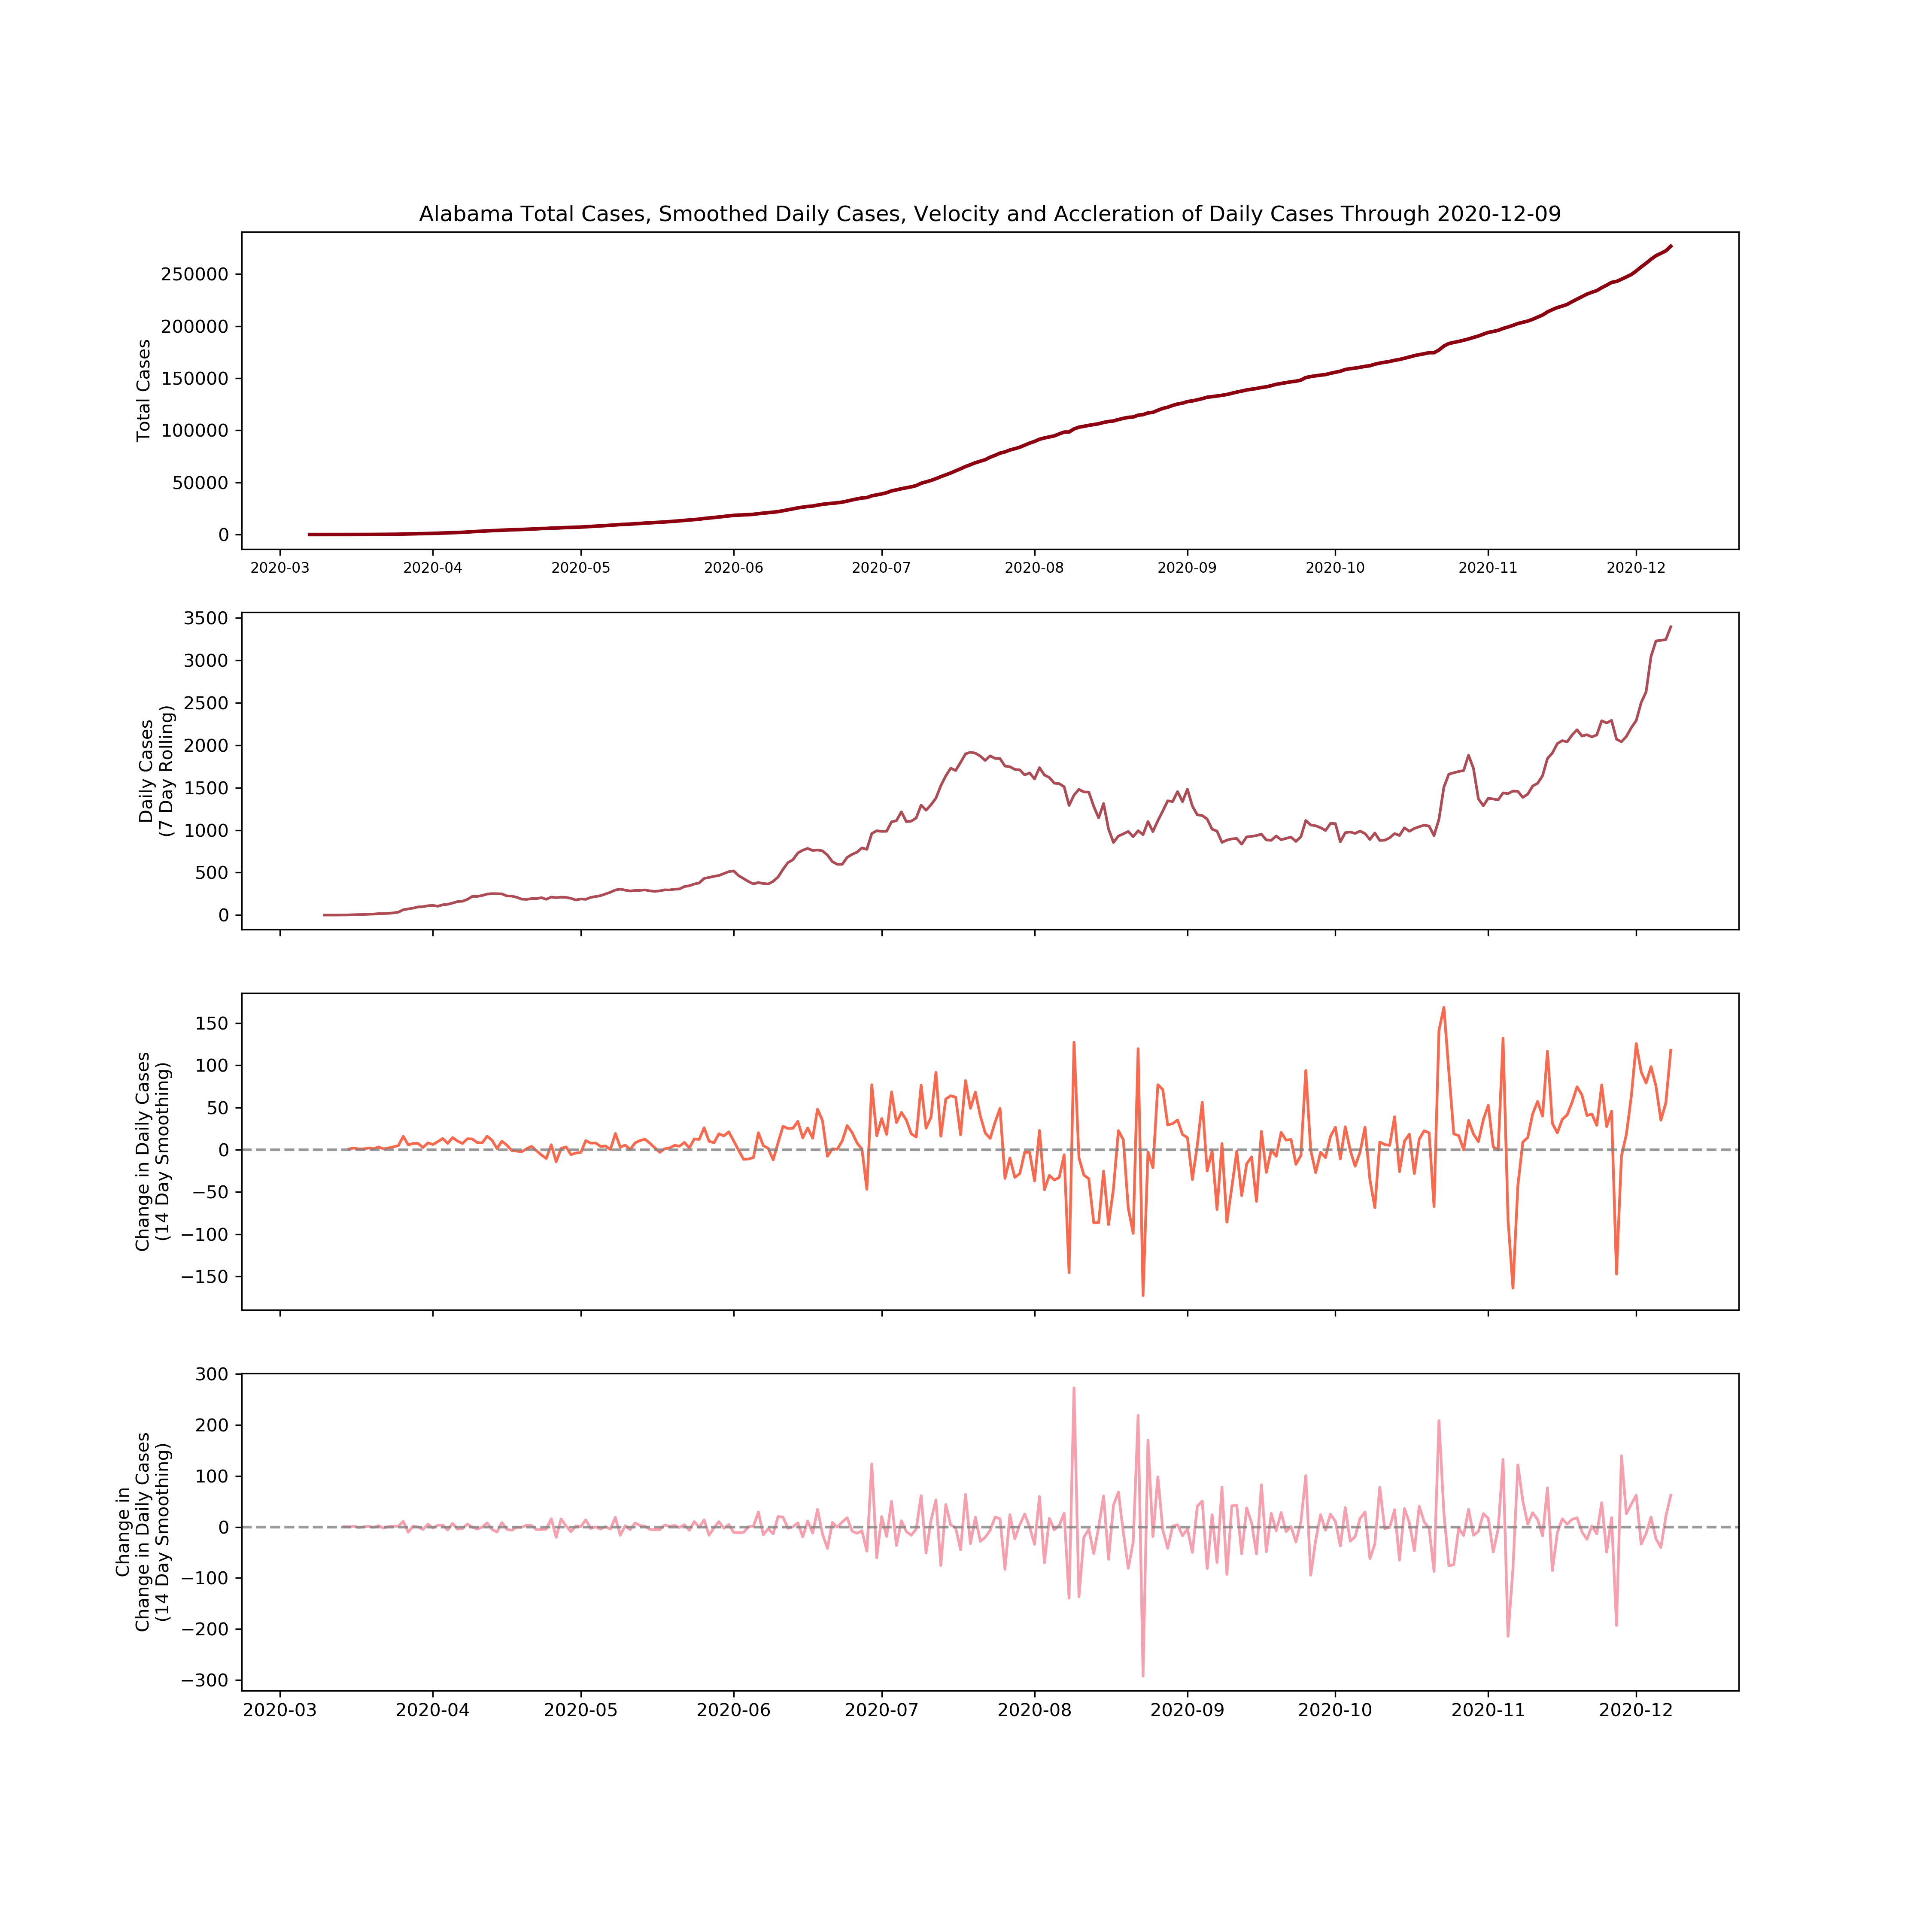 Alabama Total Cases, Smoothed Daily Cases, Velocity and Accleration of Daily Cases Through 2020-12-09
Total Cases
250000
200000
150000
100000
50000
0
2020-03 2020-04 2020-05 2020-06 2020-07 2020-08 2020-09 2020-10 2020-11 2020-12
Daily Cases
(7 Day Rolling)
3500
3000
2500
2000
1500
1000
500
0
Change in Daily Cases
(14 Day Smoothing)
150
100
50
0
−50
−100
−150
Change in
Change in Daily Cases
(14 Day Smoothing)
300
200
100
0
−100
−200
−300
2020-03 2020-04 2020-05 2020-06 2020-07 2020-08 2020-09 2020-10 2020-11 2020-12